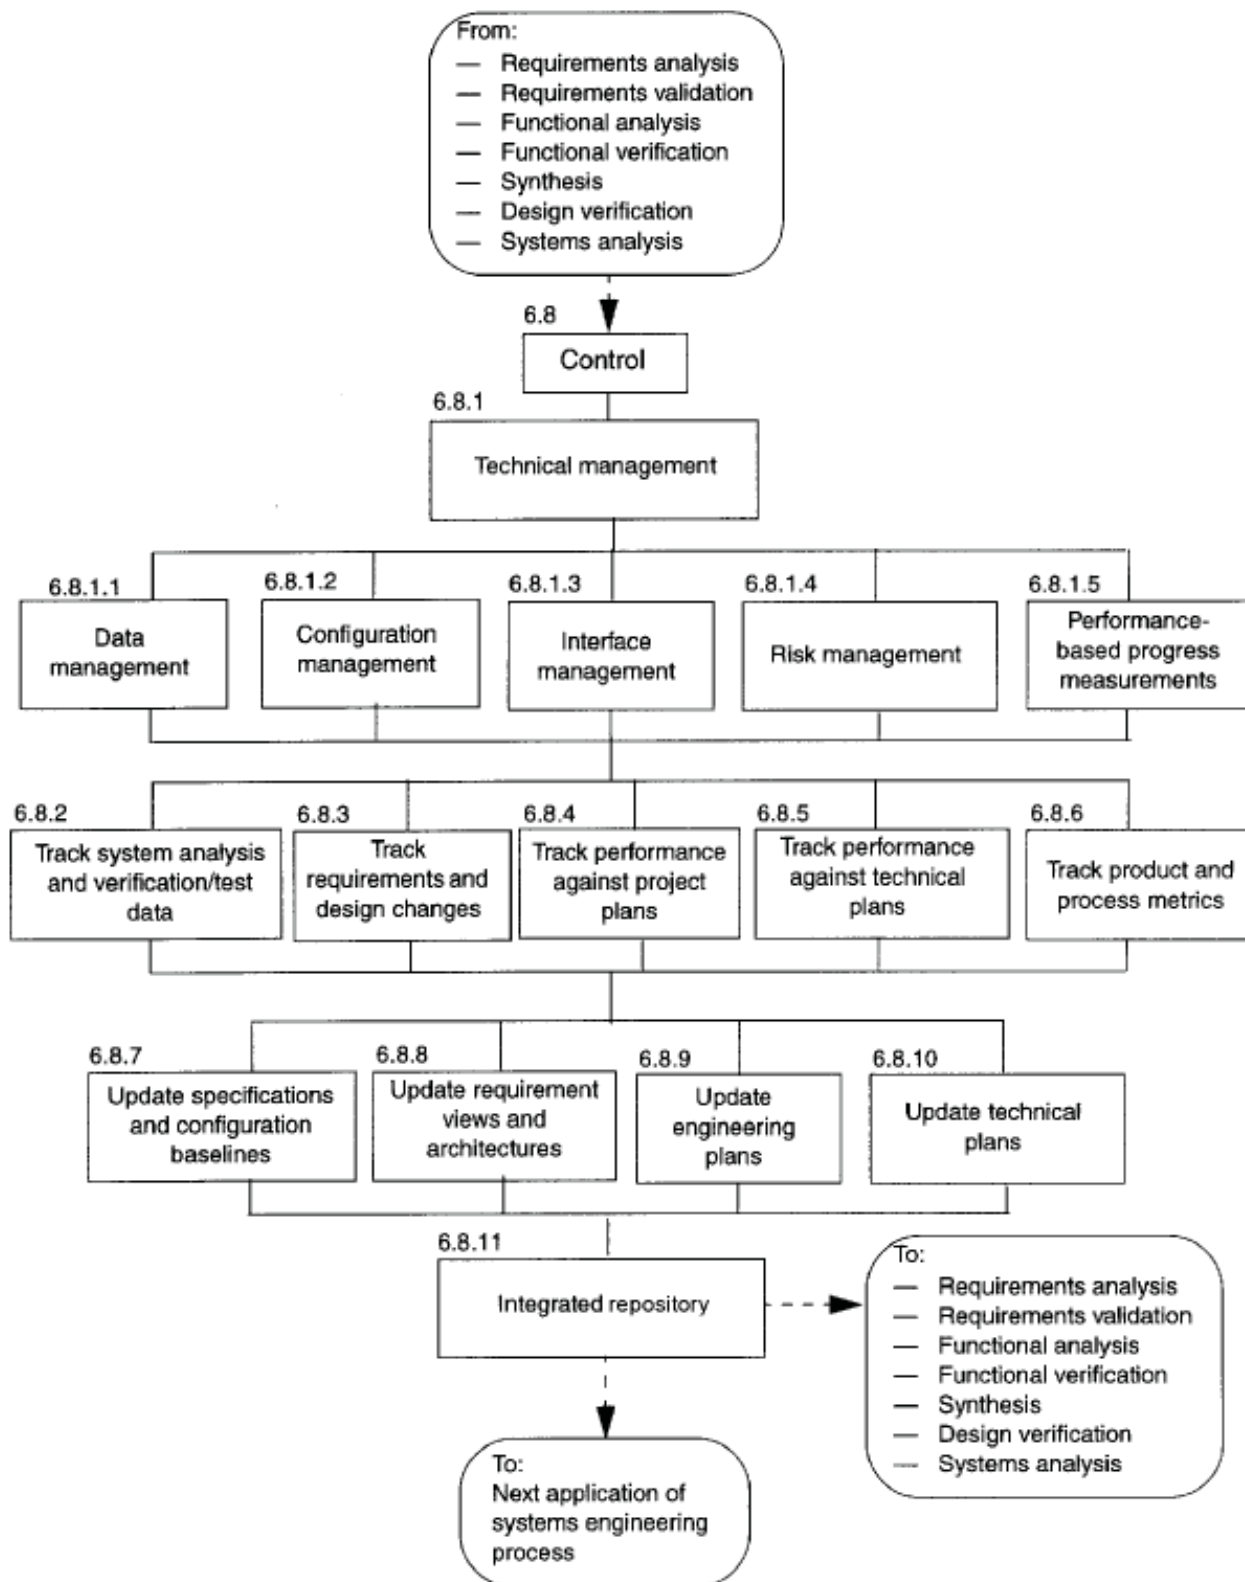 From:
— Requirements analysis
— Requirements validation
— Functional analysis
— Functional verification
— Synthesis
— Design verification
— Systems analysis
6.8
Control
6.8.1
Technical management
6.8.1.1
Data
management
6.8.1.2
Configuration
management
6.8.1.3
Interface
management
6.8.1.4
Risk management
6.8.1.5
Performance-
based progress
measurements
6.8.2
Track system analysis
and verification/test
data
6.8.3
Track
requirements and
design changes
6.8.4
Track performance
against project
plans
6.8.5
Track performance
against technical
plans
6.8.6
Track product and
process metrics
6.8.7
Update specifications
and configuration
baselines
6.8.8
Update requirement
views and
architectures
6.8.9
Update
engineering
plans
6.8.10
Update technical
plans
6.8.11
Integrated repository
To:
— Requirements analysis
— Requirements validation
— Functional analysis
— Functional verification
— Synthesis
— Design verification
— Systems analysis
To:
Next application of
systems engineering
process